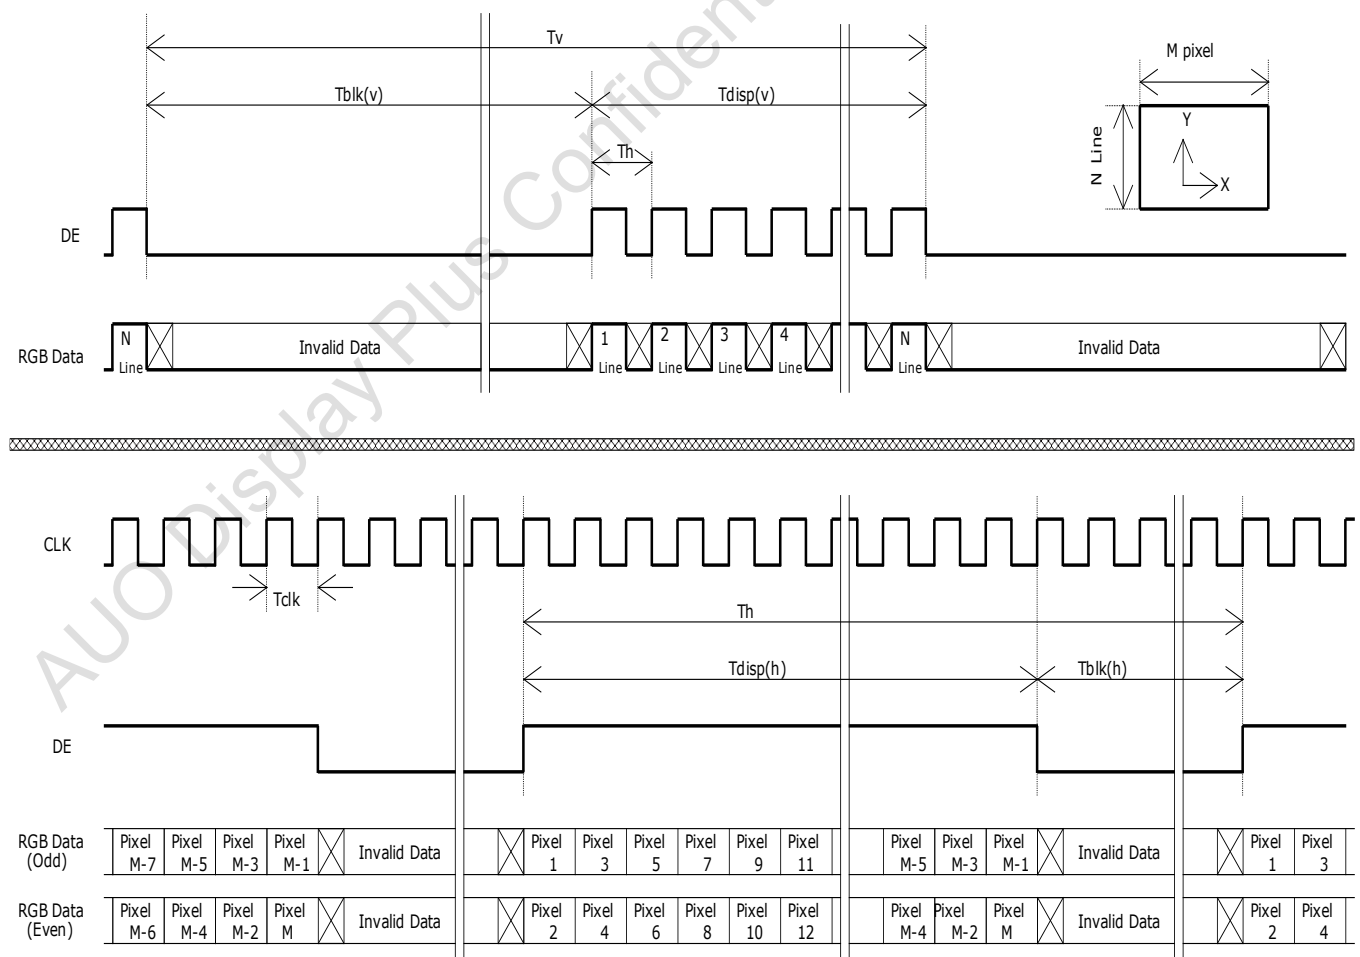 Tv
M pixel
Tblk(v) Tdisp(v)
N Line
Y
X
Th
DE
RGB Data
N Line Invalid Data 1 Line 2 Line 3 Line 4 Line N Line Invalid Data
CLK
Tclk
Th
Tdisp(h) Tblk(h)
DE
RGB Data (Odd)
Pixel M-7 Pixel M-5 Pixel M-3 Pixel M-1 Invalid Data Pixel 1 Pixel 3 Pixel 5 Pixel 7 Pixel 9 Pixel 11 Pixel M-5 Pixel M-3 Pixel M-1 Invalid Data Pixel 1 Pixel 3
RGB Data (Even)
Pixel M-6 Pixel M-4 Pixel M-2 Pixel M Invalid Data Pixel 2 Pixel 4 Pixel 6 Pixel 8 Pixel 10 Pixel 12 Pixel M-4 Pixel M-2 Pixel M Invalid Data Pixel 2 Pixel 4
AUO Display Plus